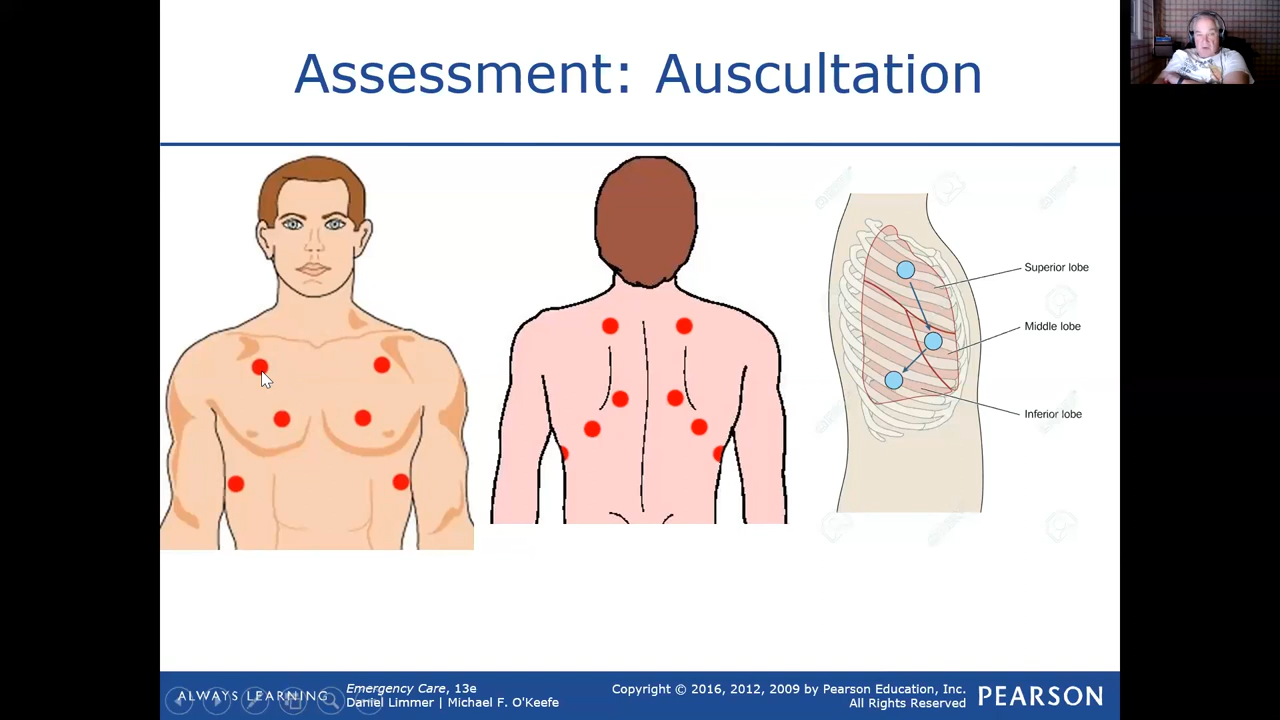 Assessment: Auscultation
Superior lobe
Middle lobe
Inferior lobe
ALWAYS LEARNING
Emergency Care, 13e
Daniel Limmer | Michael F. O'Keefe
Copyright © 2016, 2012, 2009 by Pearson Education, Inc.
All Rights Reserved
PEARSON